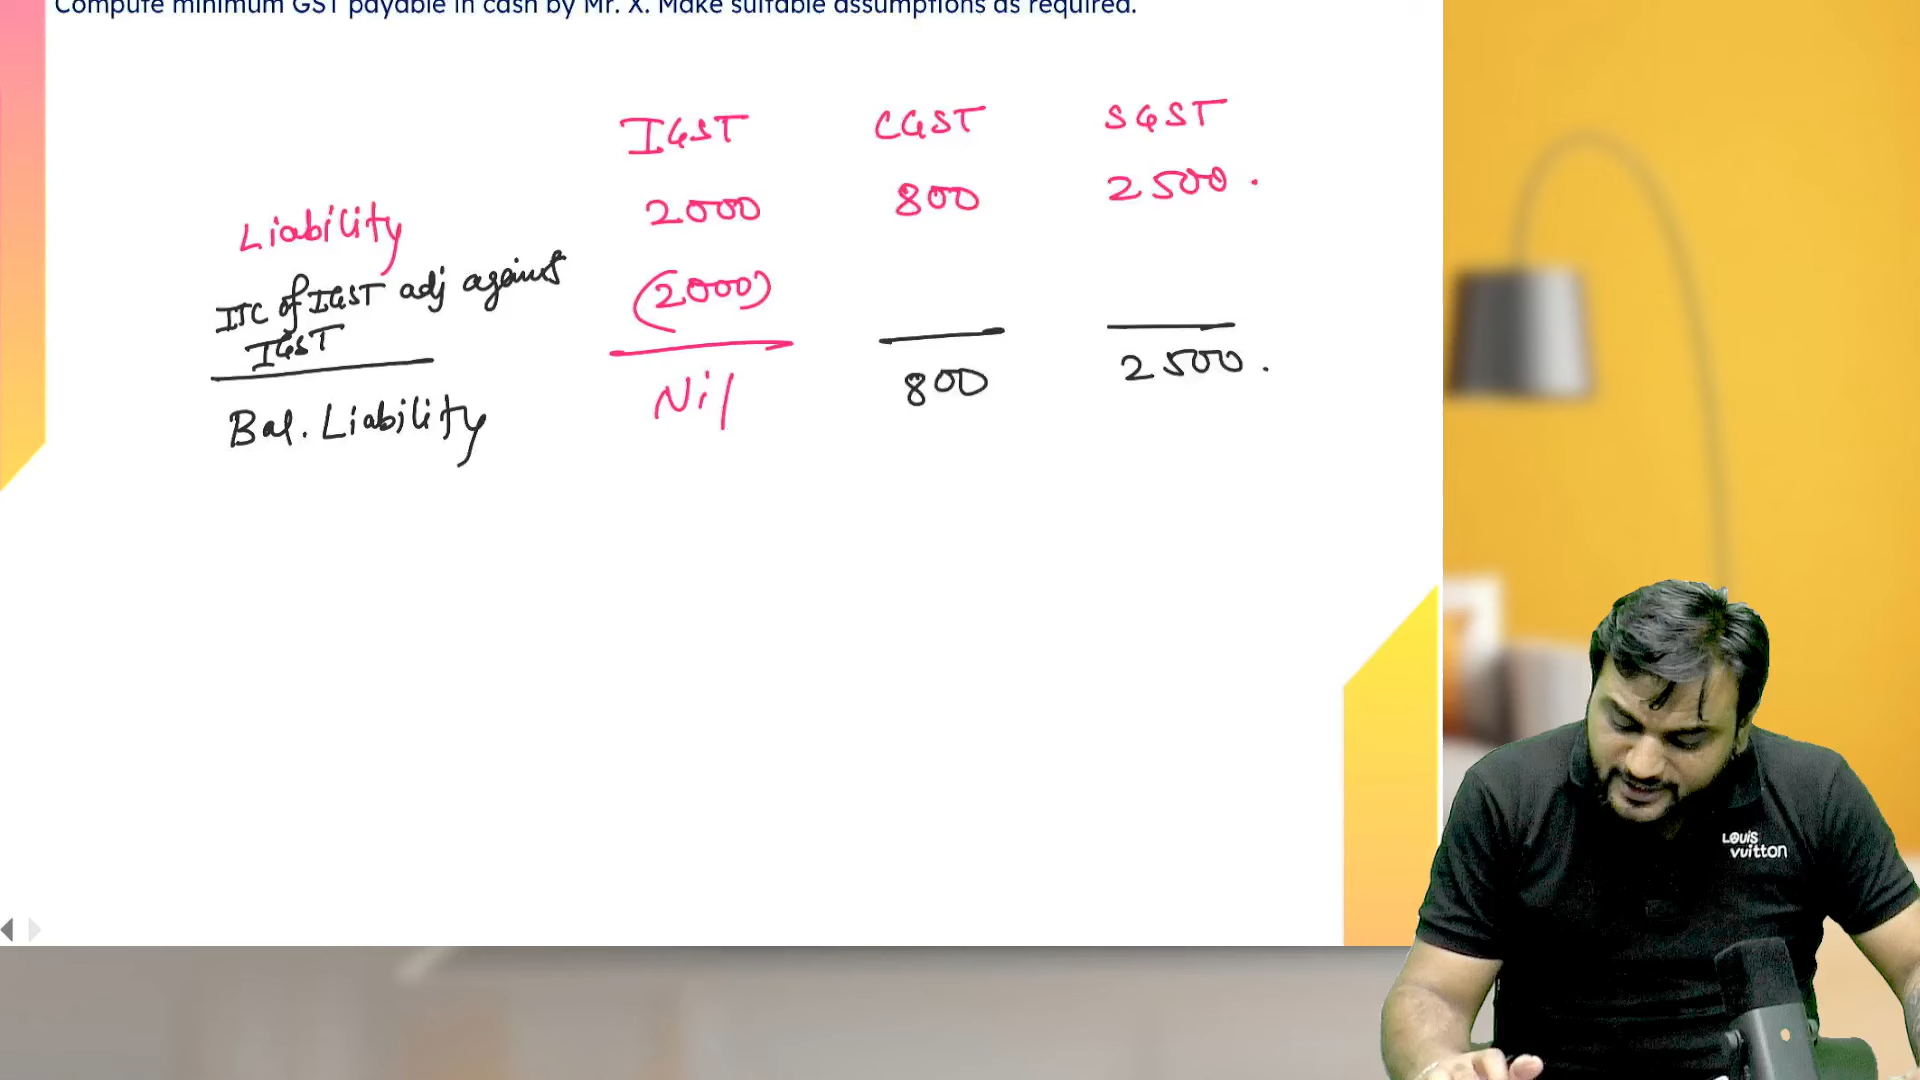 Compute minimum GST payable in cash by Mr. X. Make suitable assumptions as required.
IGST CGST SGST
Liability 2000 800 2500.
ITC of IGST adj against
IGST (2000)
Bal. Liability Nil 800 2500.
Louis
vuitton